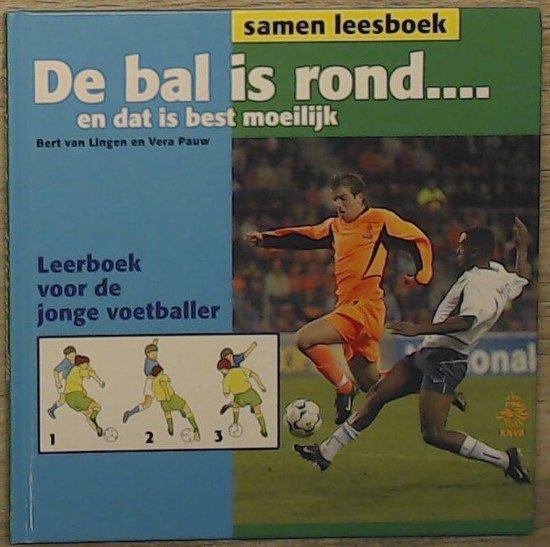 samen leesboek
De bal is rond....
en dat is best moeilijk
Bert van Lingen en Vera Pauw
Leerboek
voor de
jonge voetballer
1 2 3
onal
KNVB